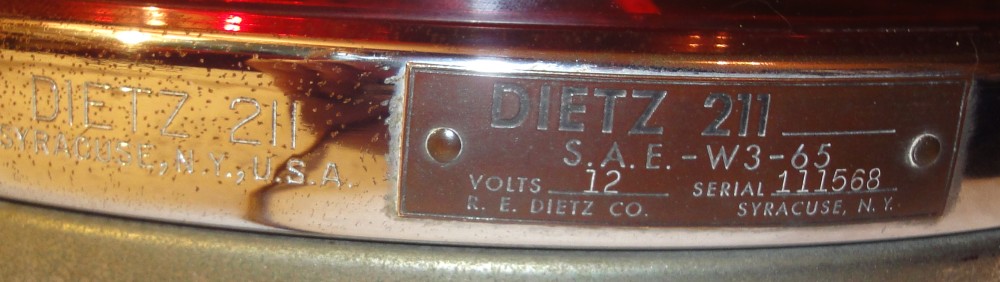 DIETZ 211
SYRACUSE, N.Y., U.S.A.
DIETZ 211
S.A.E.-W3-65
VOLTS 12 SERIAL 111568
R. E. DIETZ CO. SYRACUSE, N.Y.